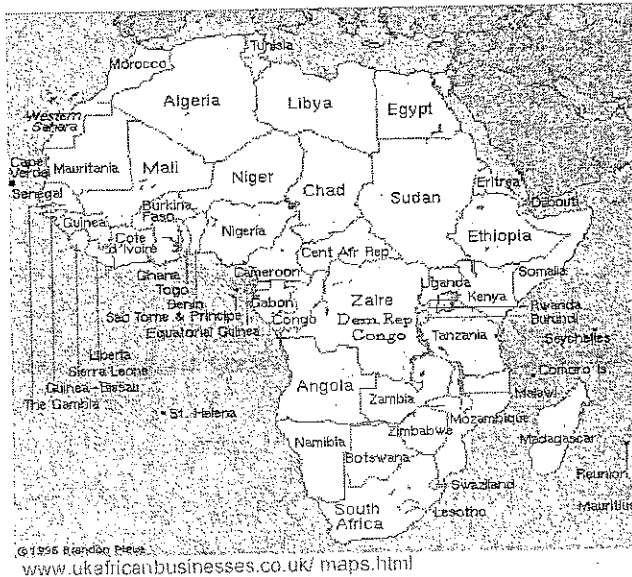 Tunisia
Morocco
Algeria
Libya
Egypt
Western
Sahara
Cape
Verde
Mauritania
Mali
Niger
Chad
Sudan
Eritrea
Senegal
Djibouti
Burkina
Faso
Guinea
Nigeria
Ethiopia
Cote
d'Ivoire
Cent Afr Rep
Somalia
Ghana
Cameroon
Uganda
Togo
Gabon
Zaire
Kenya
Benin
Congo
Dem. Rep
Congo
Rwanda
Sao Tome & Principe
Burundi
Equatorial Guinea
Tanzania
Seychelles
Liberia
Sierra Leone
Comoro Is
Guinea-Bissau
Angola
Malawi
The Gambia
Zambia
St. Helena
Mozambique
Zimbabwe
Madagascar
Namibia
Botswana
Reunion
Swaziland
Mauritius
South
Africa
Lesotho
© 1996 Brandon
www.ukafricanbusinesses.co.uk/ maps.html